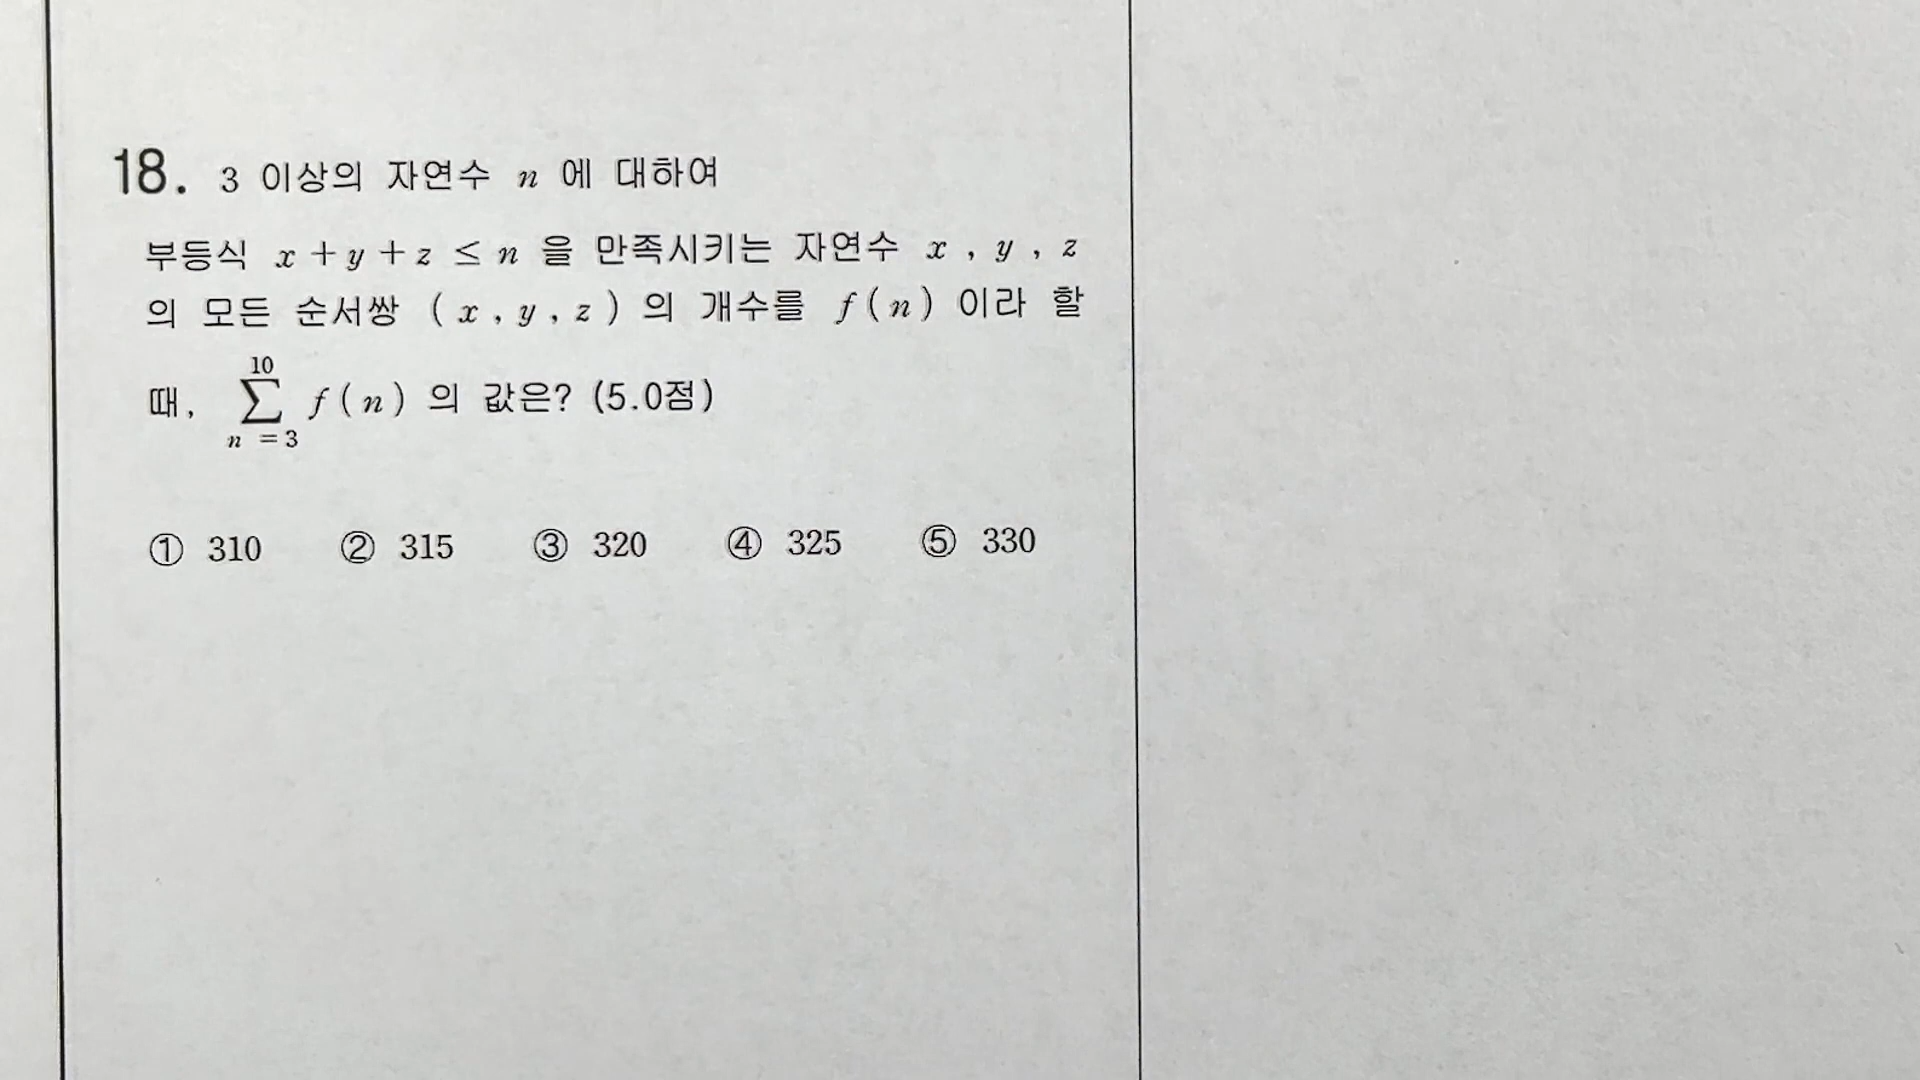 18. 3 이상의 자연수 n 에 대하여
부등식 x + y + z ≤ n 을 만족시키는 자연수 x , y , z
의 모든 순서쌍 ( x , y , z ) 의 개수를 f ( n ) 이라 할
10
때, ∑ f ( n ) 의 값은? (5.0점)
n = 3
① 310 ② 315 ③ 320 ④ 325 ⑤ 330